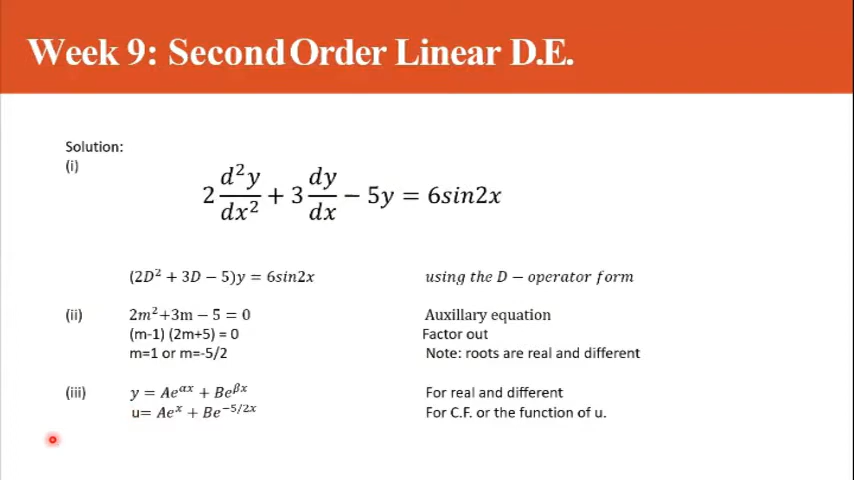 Week 9: Second Order Linear D.E.
Solution:
(i)
2 d²y/dx² + 3 dy/dx − 5y = 6sin2x
(2D² + 3D − 5)y = 6sin2x using the D − operator form
(ii) 2m²+3m − 5 = 0 Auxillary equation
(m-1) (2m+5) = 0 Factor out
m=1 or m=-5/2 Note: roots are real and different
(iii) y = Ae^{αx} + Be^{βx} For real and different
u= Ae^{x} + Be^{−5/2x} For C.F. or the function of u.